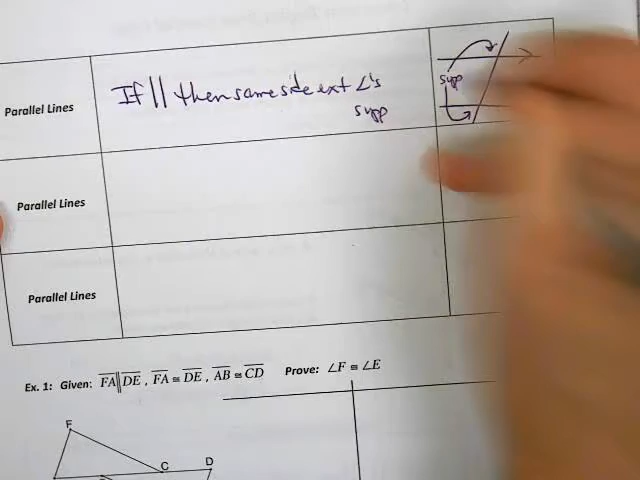 Parallel Lines
If || then same side ext ∠'s
supp
supp
Parallel Lines
Parallel Lines
Ex. 1: Given: FA || DE, FA ≅ DE, AB ≅ CD Prove: ∠F ≅ ∠E
F
C
D